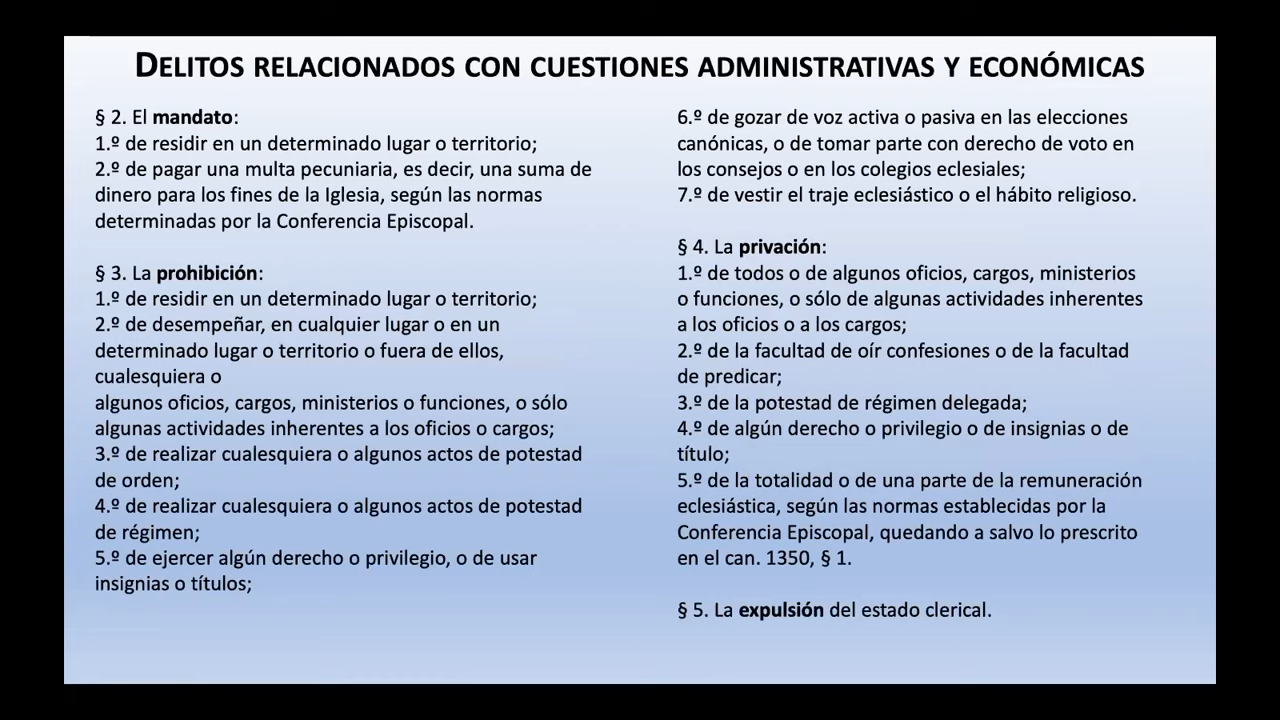 DELITOS RELACIONADOS CON CUESTIONES ADMINISTRATIVAS Y ECONÓMICAS
§ 2. El mandato:
1.º de residir en un determinado lugar o territorio;
2.º de pagar una multa pecuniaria, es decir, una suma de
dinero para los fines de la Iglesia, según las normas
determinadas por la Conferencia Episcopal.
§ 3. La prohibición:
1.º de residir en un determinado lugar o territorio;
2.º de desempeñar, en cualquier lugar o en un
determinado lugar o territorio o fuera de ellos,
cualesquiera o
algunos oficios, cargos, ministerios o funciones, o sólo
algunas actividades inherentes a los oficios o cargos;
3.º de realizar cualesquiera o algunos actos de potestad
de orden;
4.º de realizar cualesquiera o algunos actos de potestad
de régimen;
5.º de ejercer algún derecho o privilegio, o de usar
insignias o títulos;
6.º de gozar de voz activa o pasiva en las elecciones
canónicas, o de tomar parte con derecho de voto en
los consejos o en los colegios eclesiales;
7.º de vestir el traje eclesiástico o el hábito religioso.
§ 4. La privación:
1.º de todos o de algunos oficios, cargos, ministerios
o funciones, o sólo de algunas actividades inherentes
a los oficios o a los cargos;
2.º de la facultad de oír confesiones o de la facultad
de predicar;
3.º de la potestad de régimen delegada;
4.º de algún derecho o privilegio o de insignias o de
título;
5.º de la totalidad o de una parte de la remuneración
eclesiástica, según las normas establecidas por la
Conferencia Episcopal, quedando a salvo lo prescrito
en el can. 1350, § 1.
§ 5. La expulsión del estado clerical.